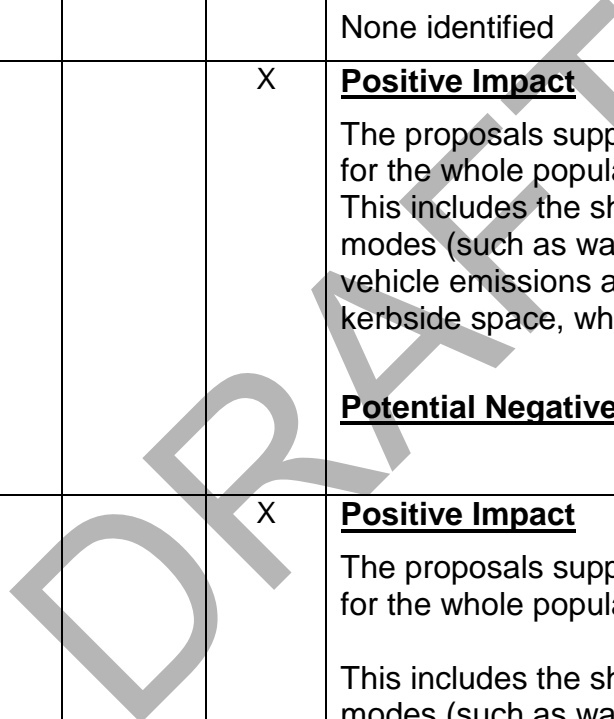 None identified
X
Positive Impact
The proposals supp
for the whole popula
This includes the sh
modes (such as wa
vehicle emissions a
kerbside space, wh
Potential Negative
X
Positive Impact
The proposals supp
for the whole popula
This includes the sh
modes (such as wa
DRAFT